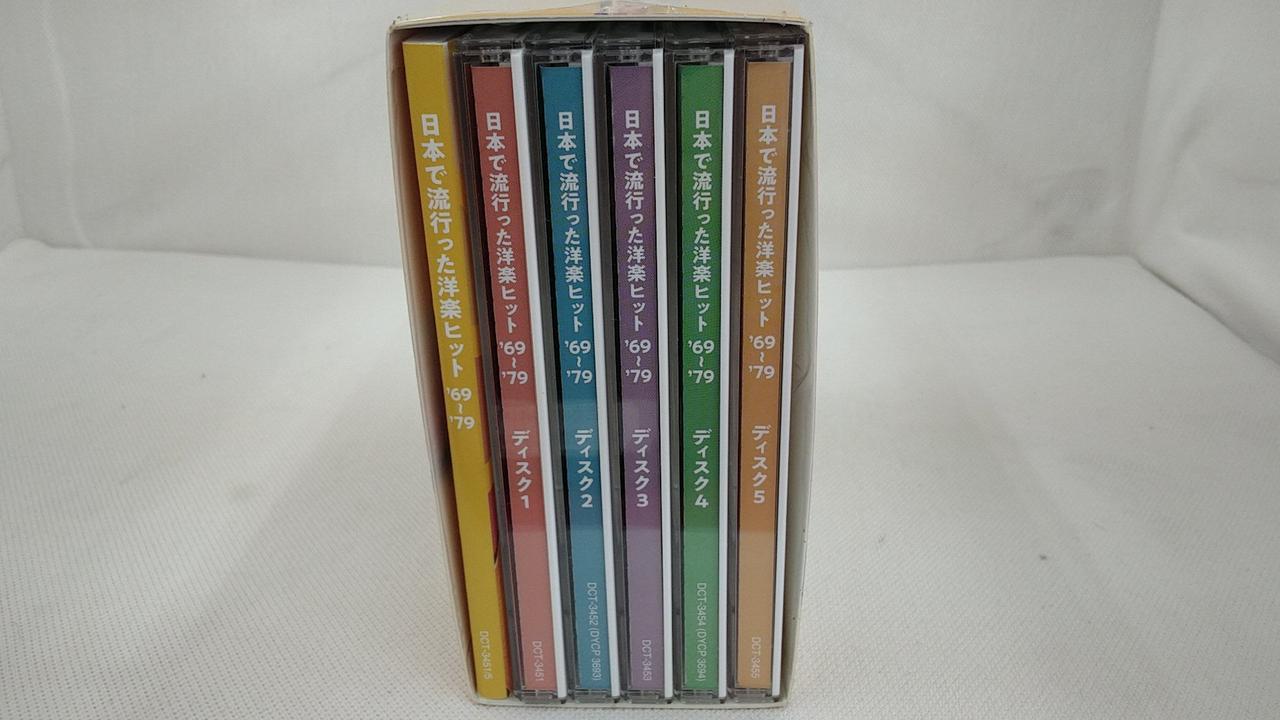 日本で流行った洋楽ヒット '69〜'79
DCT-3451/5
日本で流行った洋楽ヒット '69〜'79 ディスク1
DCT-3451
日本で流行った洋楽ヒット '69〜'79 ディスク2
DCT-3452 (DYCP 3693)
日本で流行った洋楽ヒット '69〜'79 ディスク3
DCT-3453
日本で流行った洋楽ヒット '69〜'79 ディスク4
DCT-3454 (DYCP 3694)
日本で流行った洋楽ヒット '69〜'79 ディスク5
DCT-3455